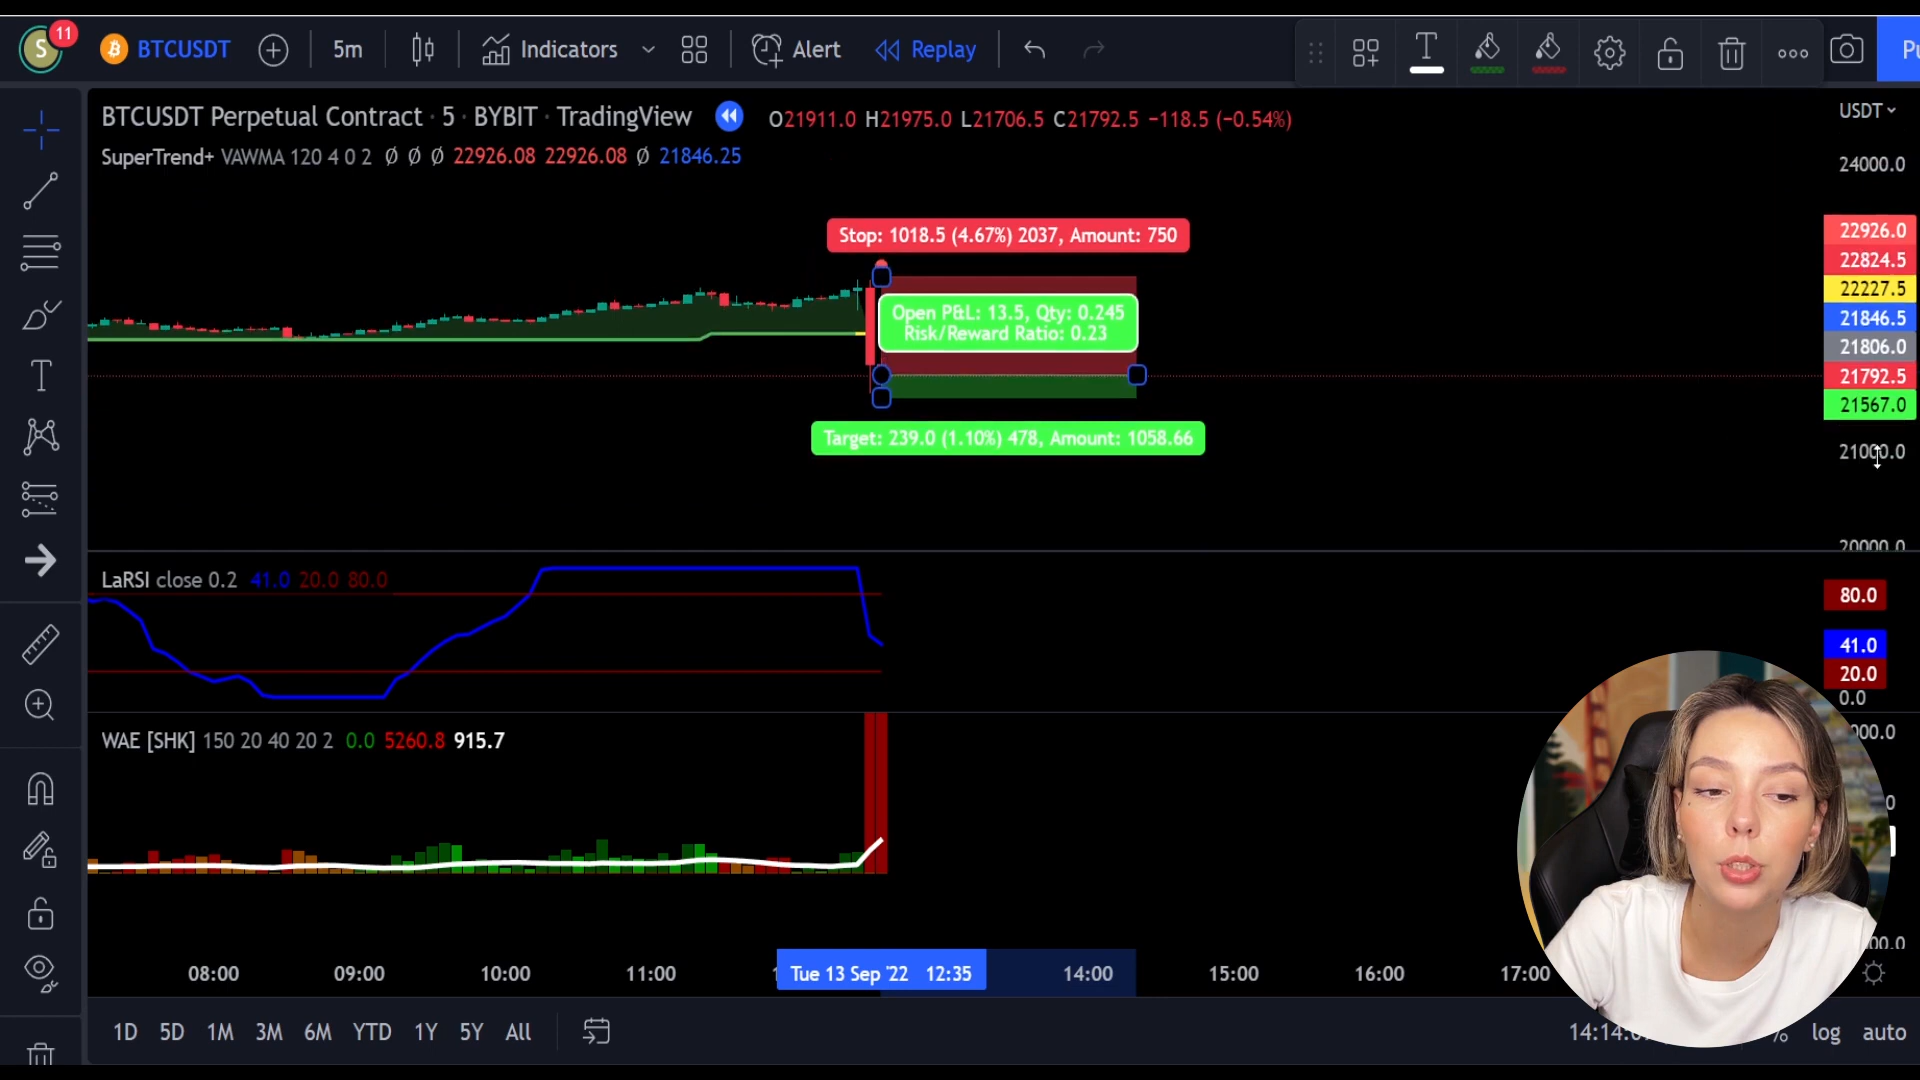 S 11 BTCUSDT 5m Indicators Alert Replay T Pu
BTCUSDT Perpetual Contract · 5 · BYBIT · TradingView O21911.0 H21975.0 L21706.5 C21792.5 −118.5 (−0.54%) USDT
SuperTrend+ VAWMA 120 4 0 2 Ø Ø Ø 22926.08 22926.08 Ø 21846.25
24000.0
22926.0
22824.5
22227.5
21846.5
21806.0
21792.5
21567.0
21000.0
20000.0
Stop: 1018.5 (4.67%) 2037, Amount: 750
Open P&L: 13.5, Qty: 0.245
Risk/Reward Ratio: 0.23
Target: 239.0 (1.10%) 478, Amount: 1058.66
LaRSI close 0.2 41.0 20.0 80.0
80.0
41.0
20.0
0.0
WAE [SHK] 150 20 40 20 2 0.0 5260.8 915.7
08:00 09:00 10:00 11:00 Tue 13 Sep '22 12:35 14:00 15:00 16:00 17:00
1D 5D 1M 3M 6M YTD 1Y 5Y All % log auto